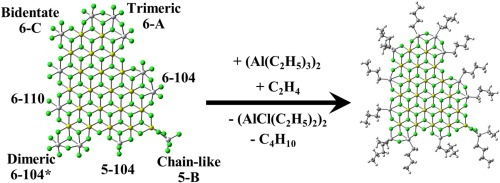 Bidentate
6-C
Trimeric
6-A
6-104
6-110
Dimeric
6-104*
5-104
Chain-like
5-B
+ (Al(C2H5)3)2
+ C2H4
- (AlCl(C2H5)2)2
- C4H10